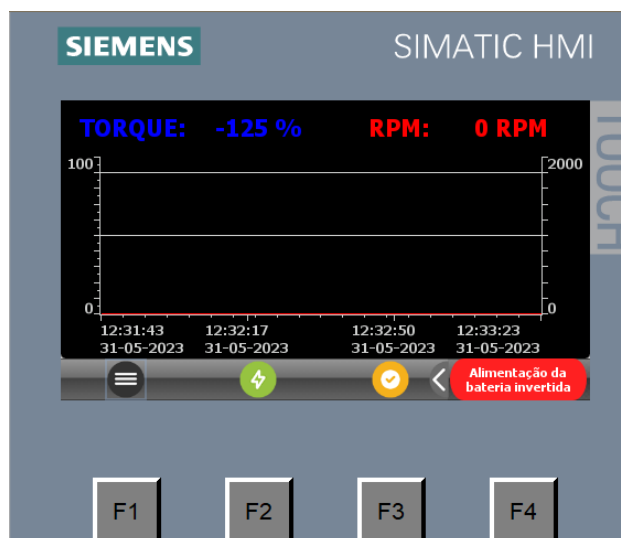 SIEMENS
SIMATIC HMI
TOUCH
TORQUE: -125 % RPM: 0 RPM
100 2000
0 0
12:31:43 12:32:17 12:32:50 12:33:23
31-05-2023 31-05-2023 31-05-2023 31-05-2023
Alimentação da
bateria invertida
F1 F2 F3 F4